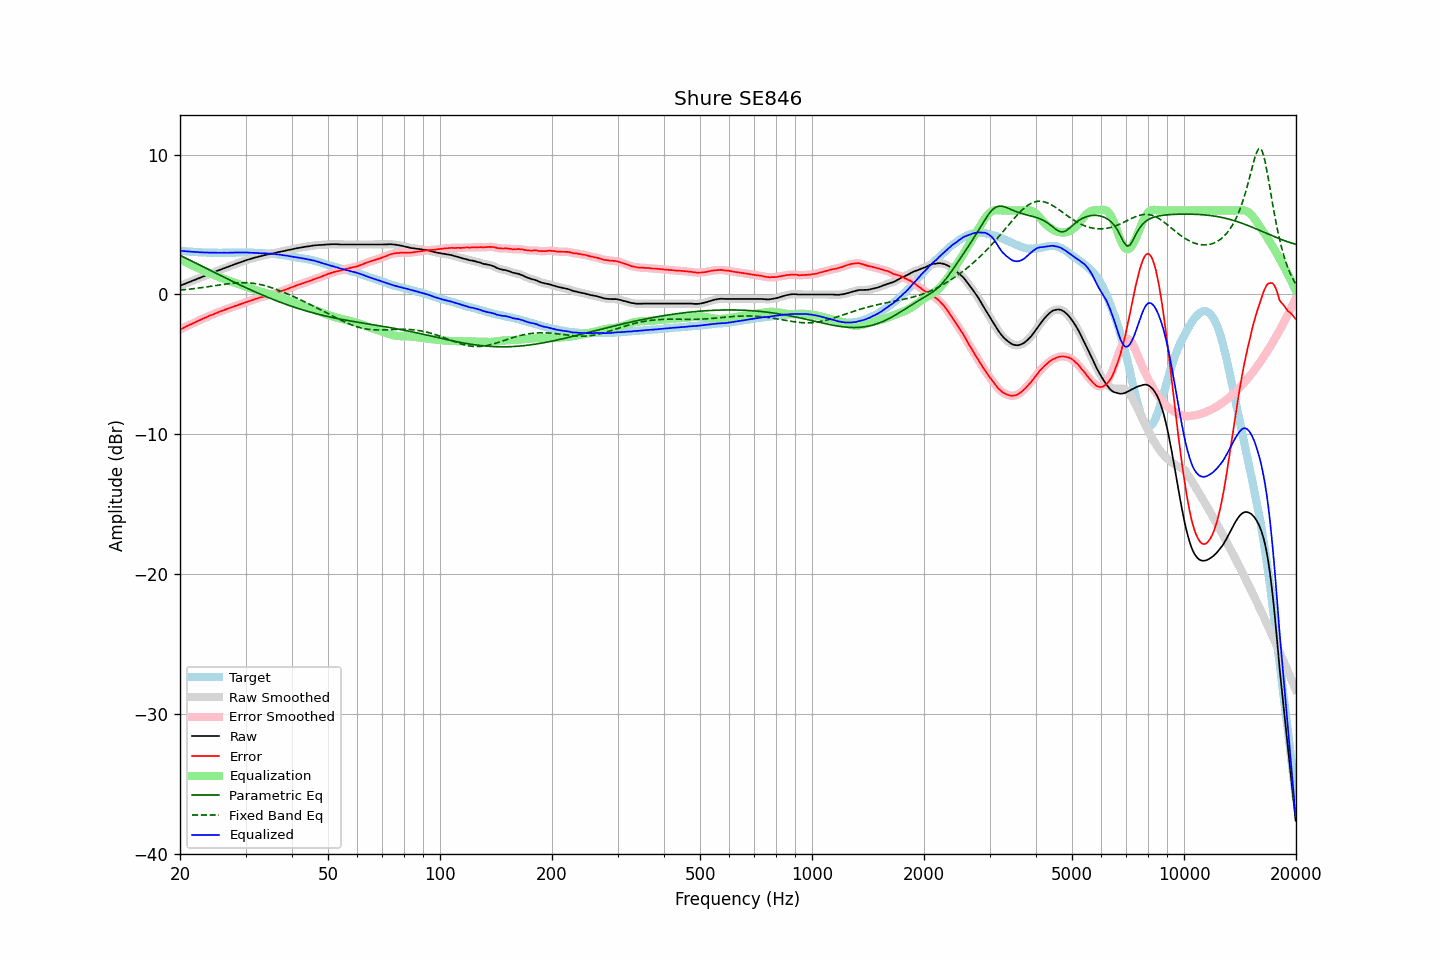 Shure SE846
Amplitude (dBr)
10
0
−10
−20
−30
−40
Target
Raw Smoothed
Error Smoothed
Raw
Error
Equalization
Parametric Eq
Fixed Band Eq
Equalized
20 50 100 200 500 1000 2000 5000 10000 20000
Frequency (Hz)